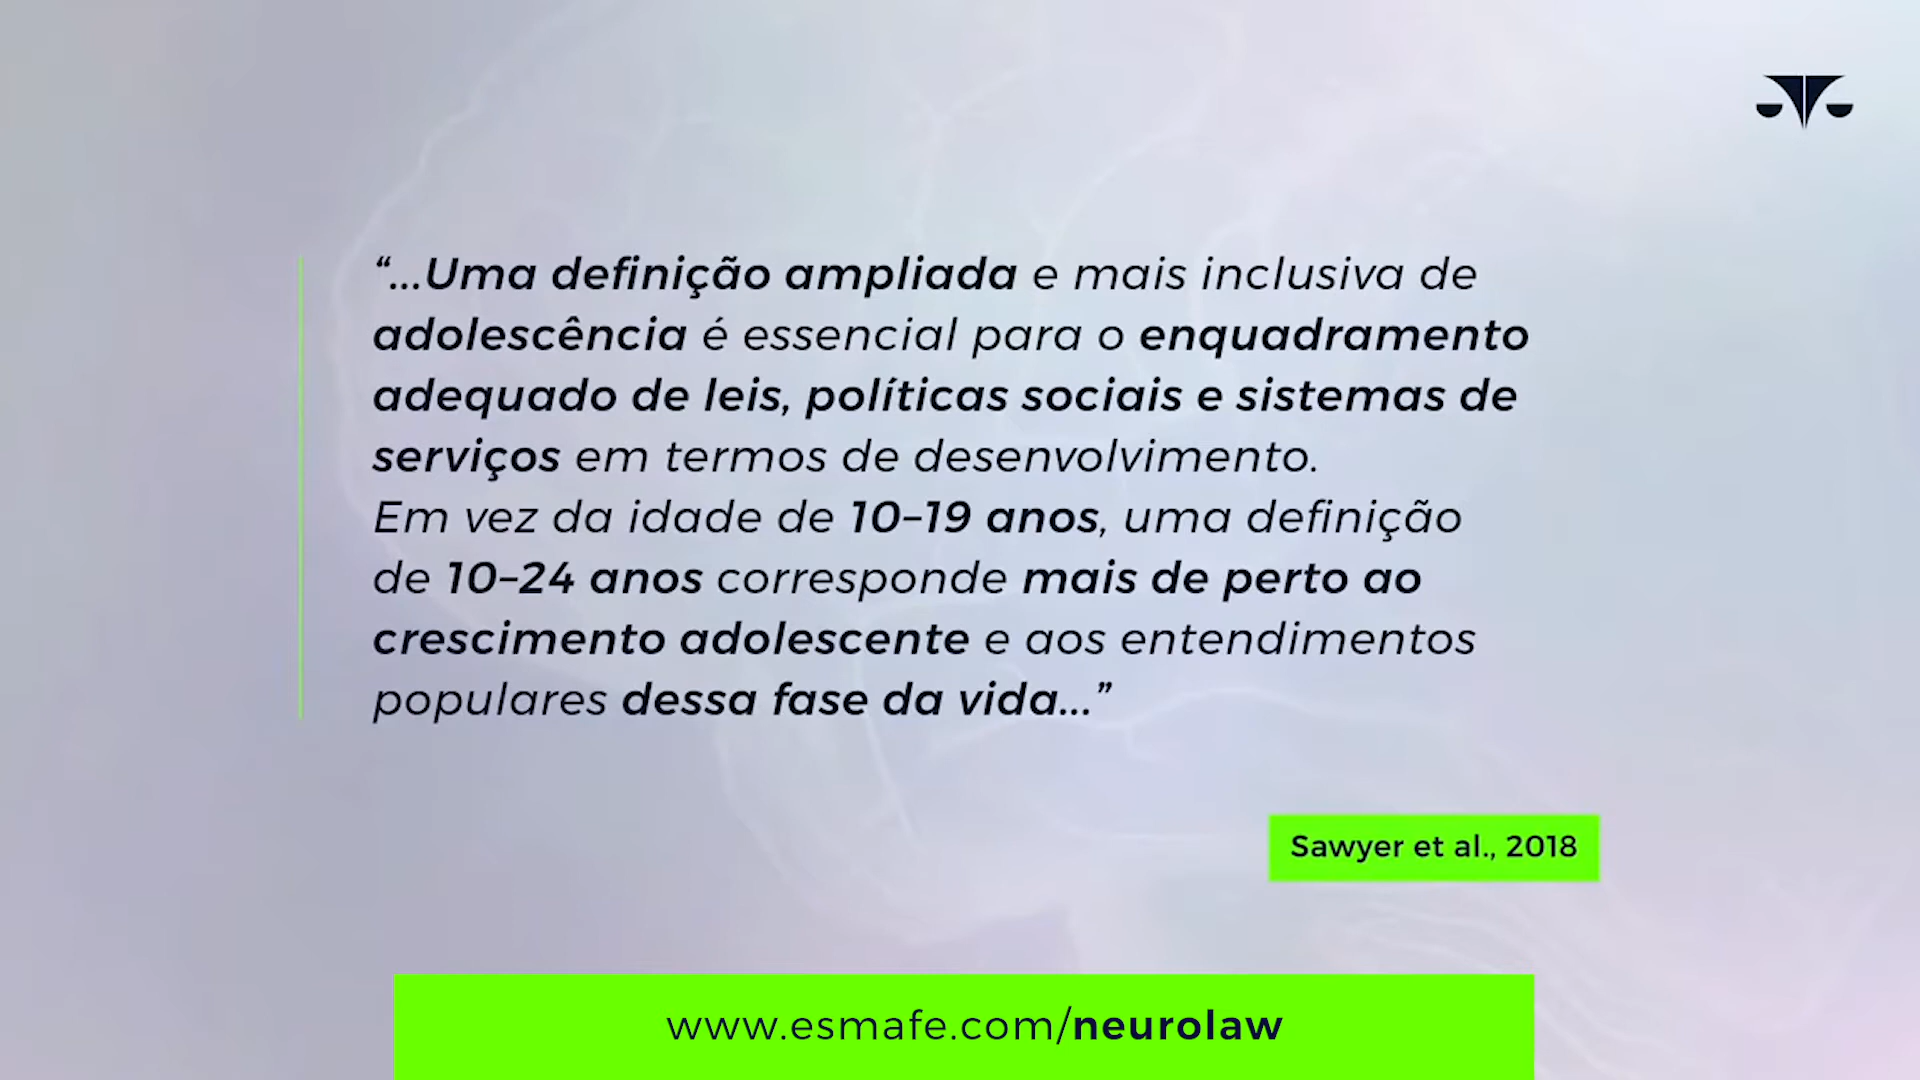 “...Uma definição ampliada e mais inclusiva de
adolescência é essencial para o enquadramento
adequado de leis, políticas sociais e sistemas de
serviços em termos de desenvolvimento.
Em vez da idade de 10–19 anos, uma definição
de 10–24 anos corresponde mais de perto ao
crescimento adolescente e aos entendimentos
populares dessa fase da vida...”
Sawyer et al., 2018
www.esmafe.com/neurolaw